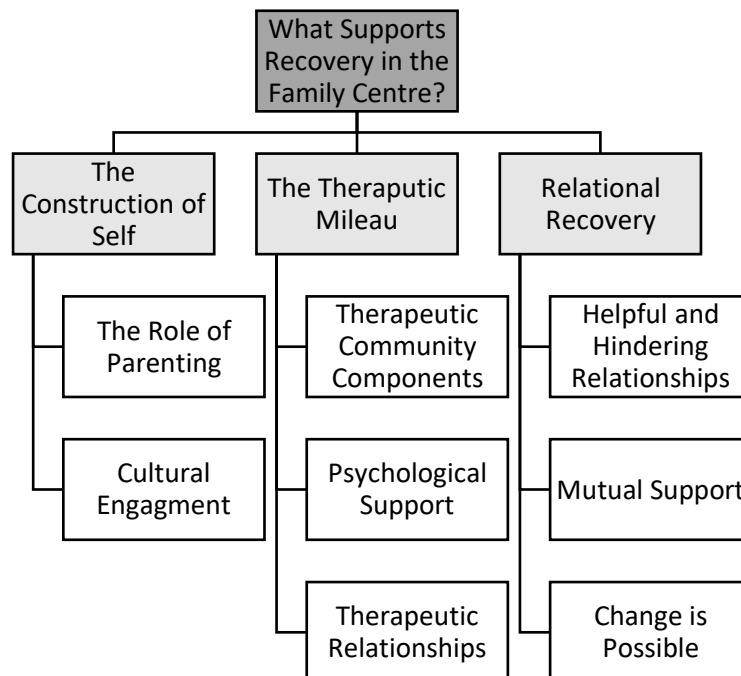 What Supports
Recovery in the
Family Centre?
The
Construction of
Self
The Theraputic
Mileau
Relational
Recovery
The Role of
Parenting
Cultural
Engagment
Therapeutic
Community
Components
Psychological
Support
Therapeutic
Relationships
Helpful and
Hindering
Relationships
Mutual Support
Change is
Possible